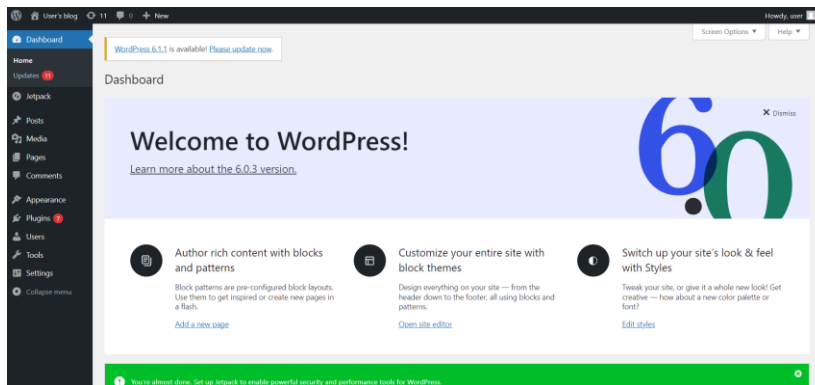 User's blog 11 0 + New
Howdy, user
Dashboard
Home
Updates 11
Jetpack
Posts
Media
Pages
Comments
Appearance
Plugins 7
Users
Tools
Settings
Collapse menu
Screen Options ▼
Help ▼
WordPress 6.1.1 is available! Please update now.
Dashboard
Dismiss
Welcome to WordPress!
Learn more about the 6.0.3 version.
6.0
Author rich content with blocks
and patterns
Block patterns are pre-configured block layouts.
Use them to get inspired or create new pages in
a flash.
Add a new page
Customize your entire site with
block themes
Design everything on your site — from the
header down to the footer, all using blocks and
patterns.
Open site editor
Switch up your site's look & feel
with Styles
Tweak your site, or give it a whole new look! Get
creative — how about a new color palette or
font?
Edit styles
You're almost done. Set up Jetpack to enable powerful security and performance tools for WordPress.